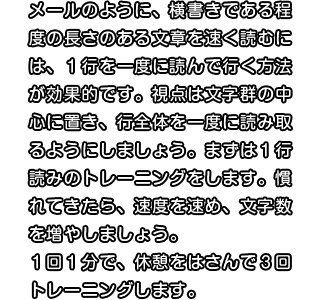 メールのように、横書きである程
度の長さのある文章を速く読むに
は、１行を一度に読んで行く方法
が効果的です。視点は文字群の中
心に置き、行全体を一度に読み取
るようにしましょう。まずは１行
読みのトレーニングをします。慣
れてきたら、速度を速め、文字数
を増やしましょう。
１回１分で、休憩をはさんで３回
トレーニングします。